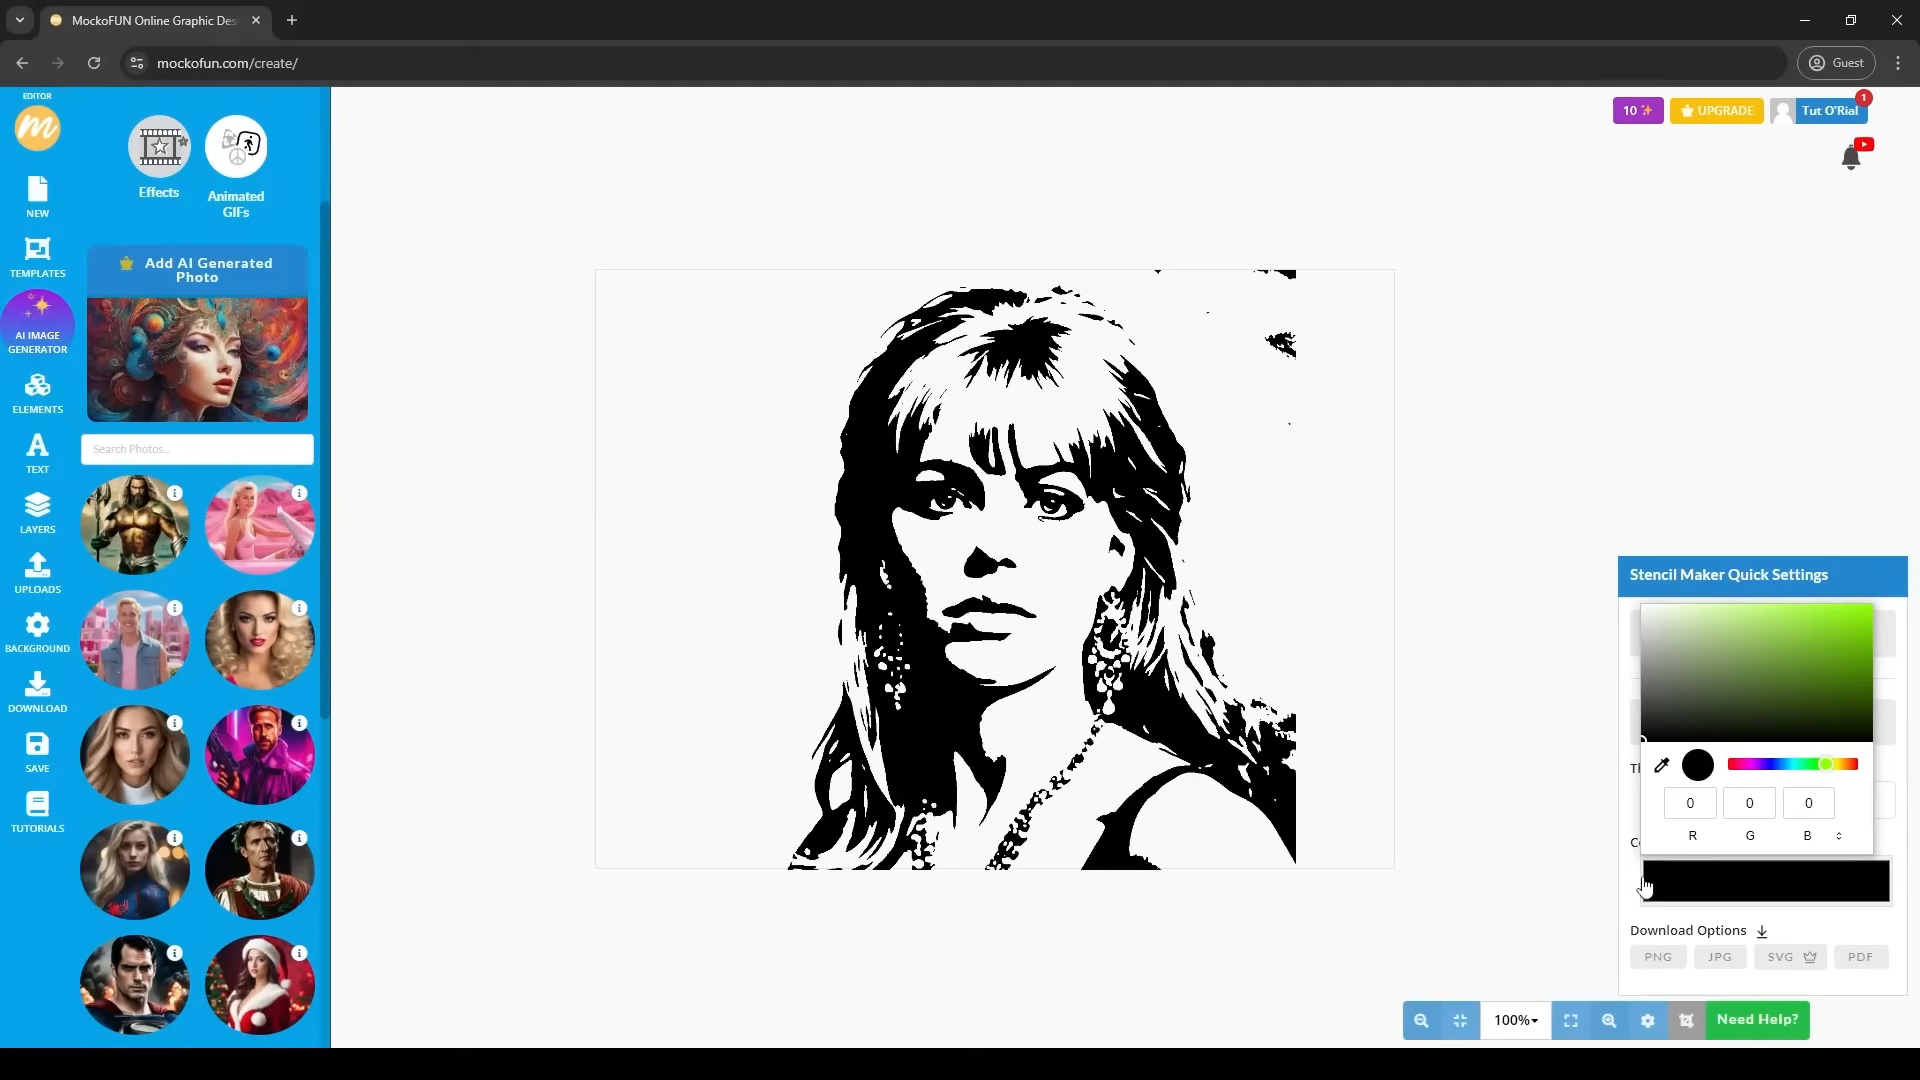 MockoFUN Online Graphic Des
mockofun.com/create/
Guest
EDITOR
NEW
TEMPLATES
AI IMAGE
GENERATOR
ELEMENTS
TEXT
LAYERS
UPLOADS
BACKGROUND
DOWNLOAD
SAVE
TUTORIALS
Effects
Animated
GIFs
Add AI Generated
Photo
Search Photos...
10
UPGRADE
Tut O'Rial
1
Stencil Maker Quick Settings
Th
0 0 0
R G B
Co
Download Options
PNG JPG SVG PDF
100%
Need Help?